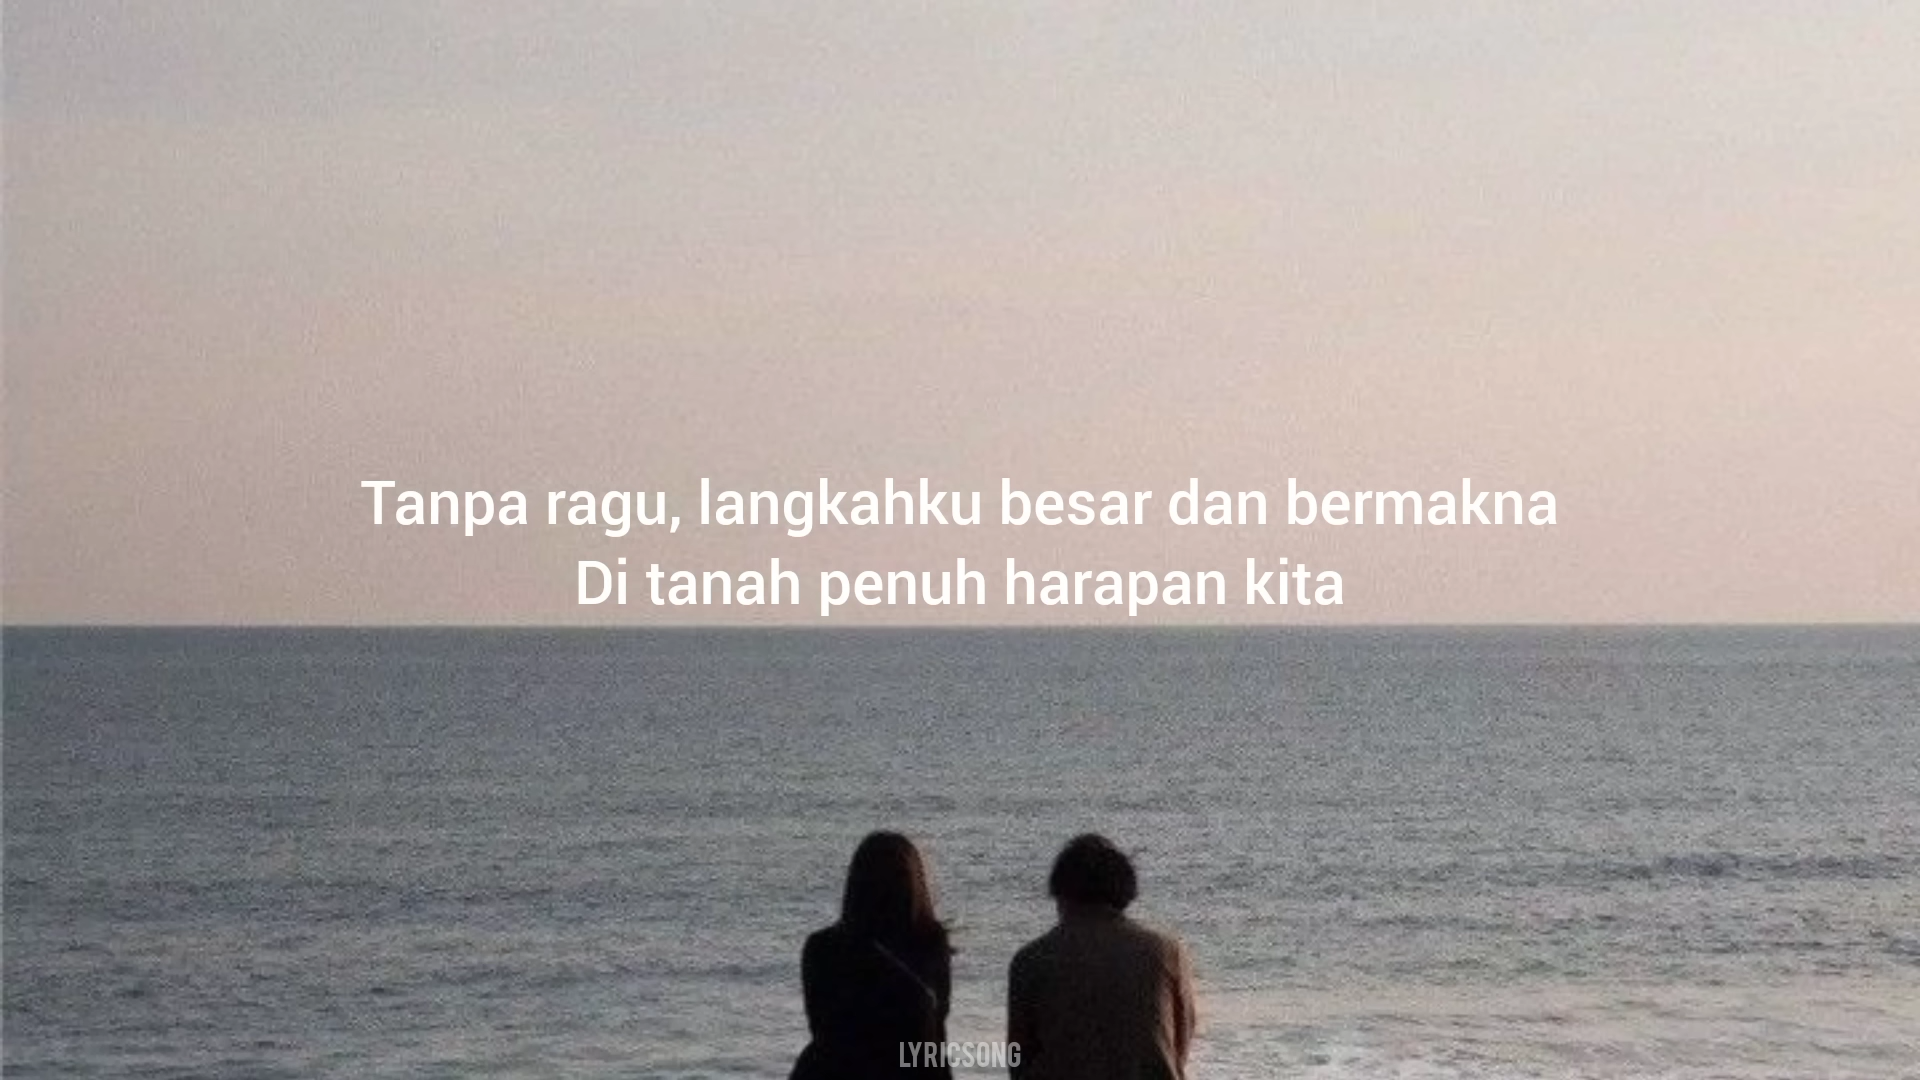 Tanpa ragu, langkahku besar dan bermakna
Di tanah penuh harapan kita
LYRICSONG